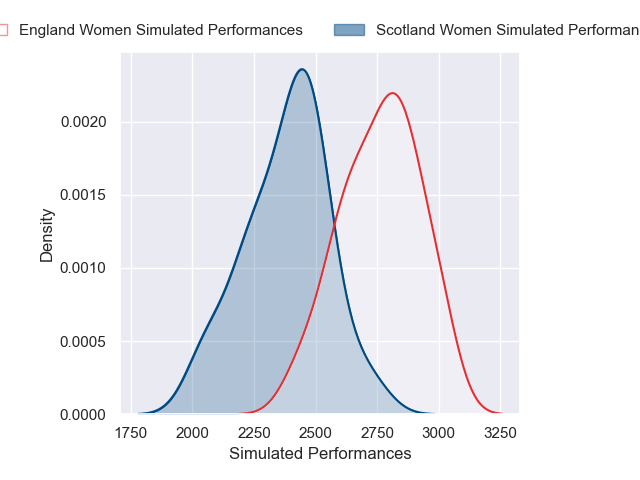 England Women Simulated Performances
Scotland Women Simulated Performan
0.0020
0.0015
0.0010
0.0005
0.0000
Density
1750 2000 2250 2500 2750 3000 3250
Simulated Performances